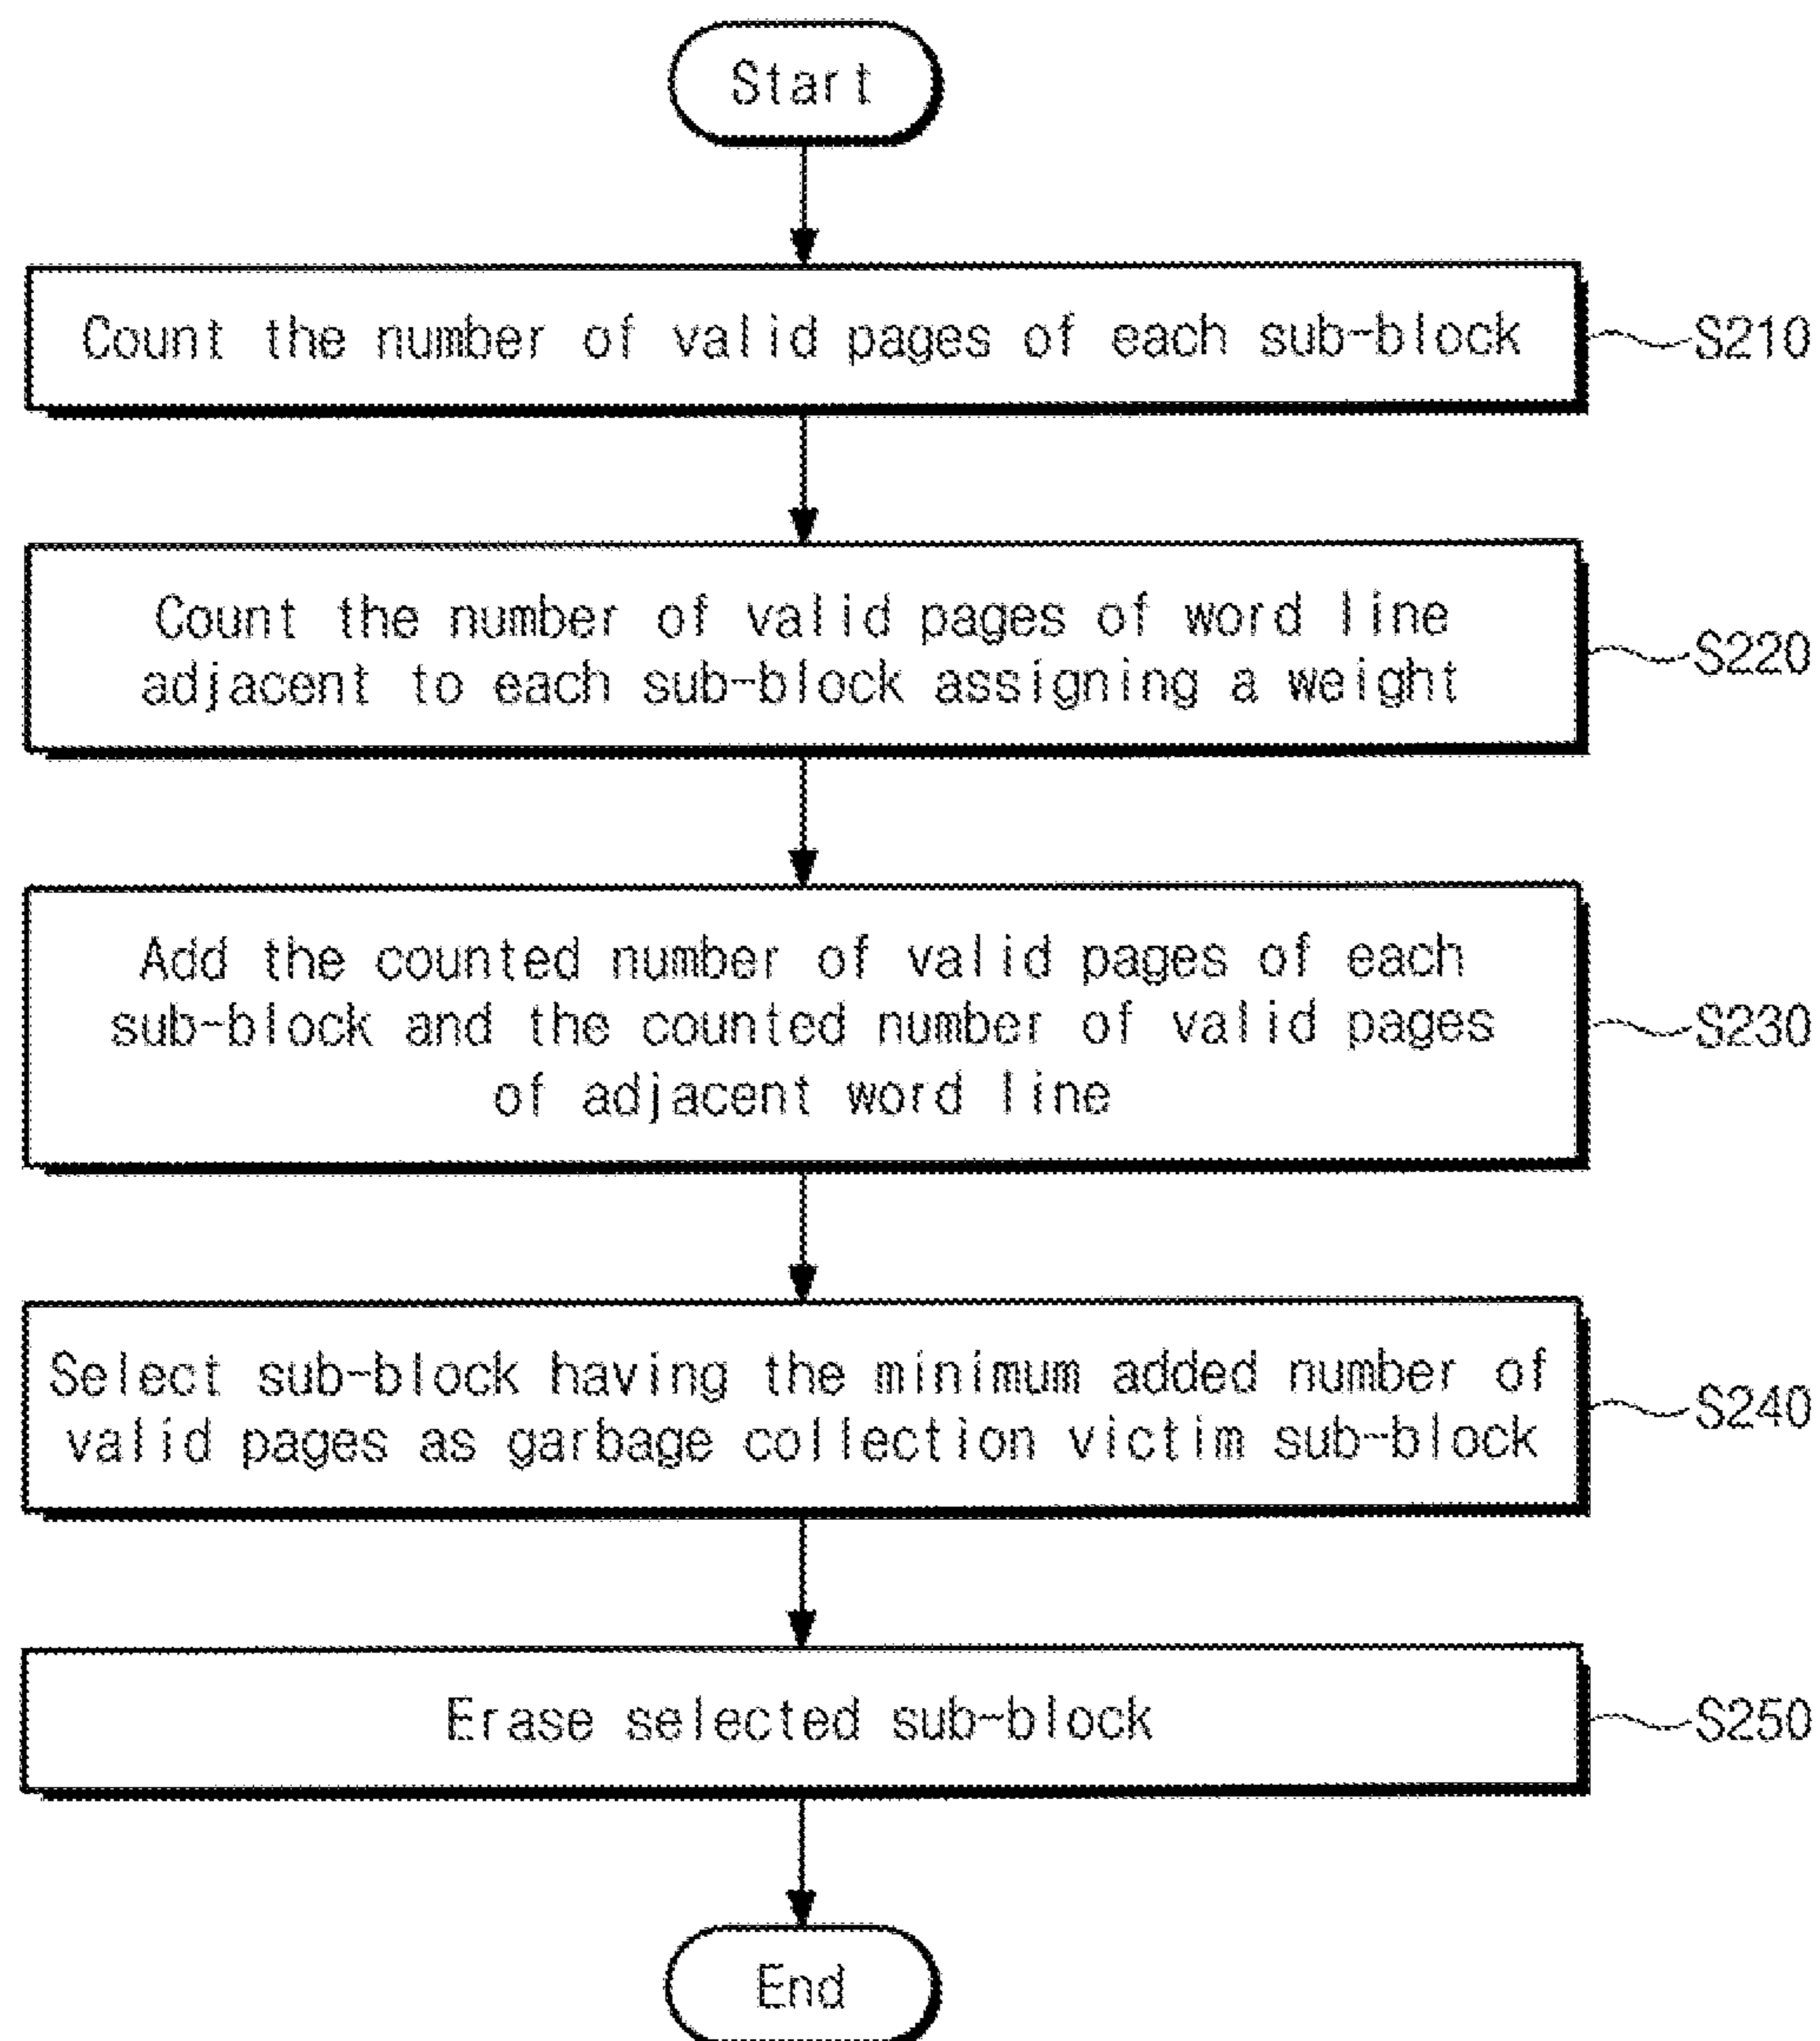 Start
Count the number of valid pages of each sub-block
S210
Count the number of valid pages of word line
adjacent to each sub-block assigning a weight
S220
Add the counted number of valid pages of each
sub-block and the counted number of valid pages
of adjacent word line
S230
Select sub-block having the minimum added number of
valid pages as garbage collection victim sub-block
S240
Erase selected sub-block
S250
End